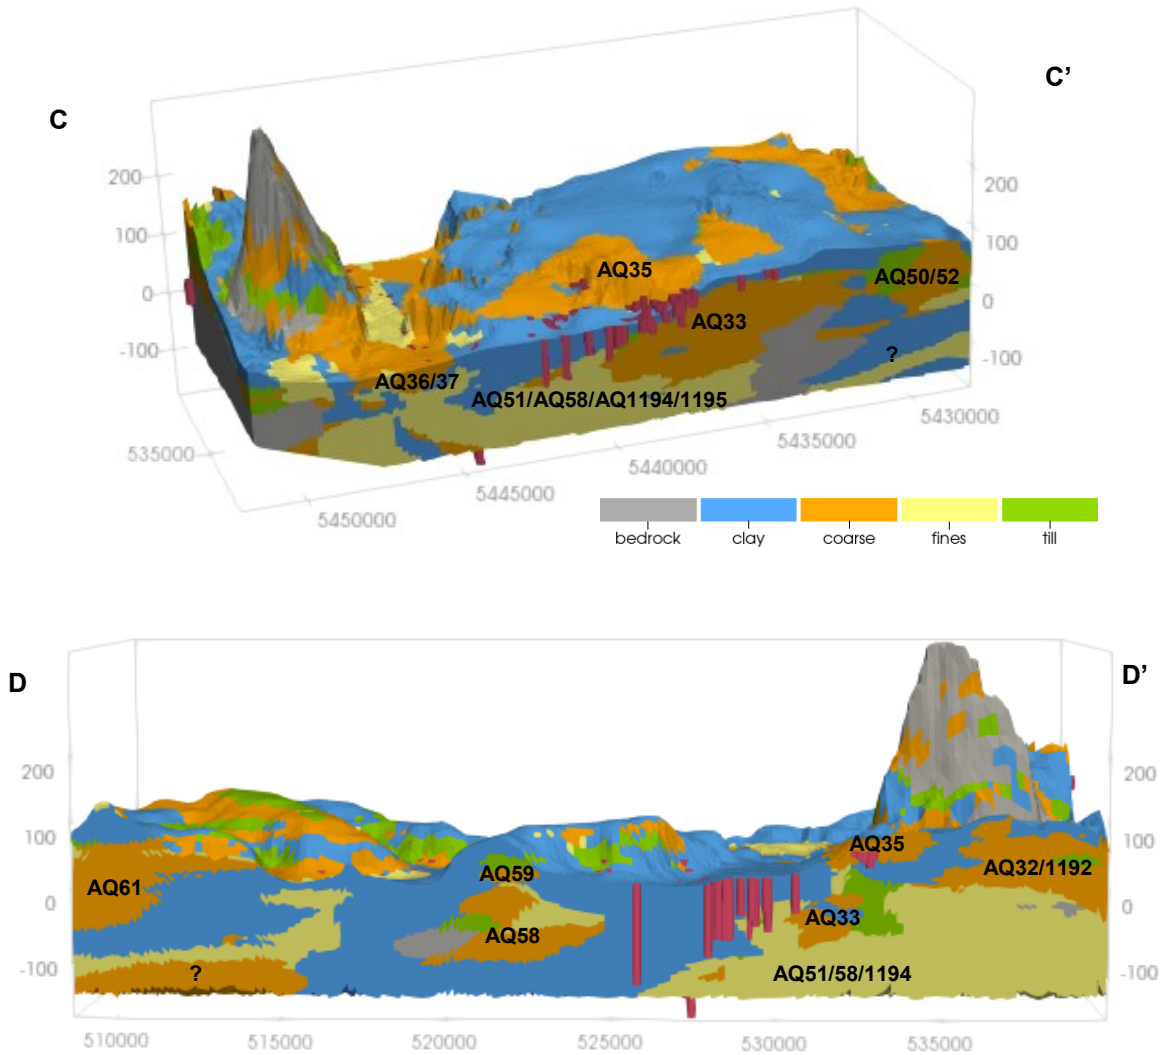 C
C’
200
100
0
-100
200
100
0
-100
AQ35
AQ50/52
AQ33
?
AQ36/37
AQ51/AQ58/AQ1194/1195
535000
5450000
5445000
5440000
5435000
5430000
bedrock clay coarse fines till
D
D’
200
100
0
-100
200
100
0
-100
AQ35
AQ59
AQ32/1192
AQ61
AQ33
AQ58
?
AQ51/58/1194
510000 515000 520000 525000 530000 535000